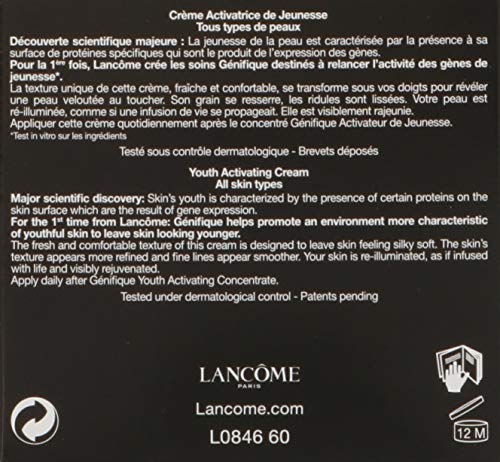 Crème Activatrice de Jeunesse
Tous types de peaux
Découverte scientifique majeure : La jeunesse de la peau est caractérisée par la présence à sa
surface de protéines spécifiques qui sont le produit de l'expression des gènes.
Pour la 1ère fois, Lancôme crée les soins Génifique destinés à relancer l'activité des gènes de
jeunesse*.
La texture unique de cette crème, fraîche et confortable, se transforme sous vos doigts pour révéler
une peau veloutée au toucher. Son grain se resserre, les ridules sont lissées. Votre peau est
ré-illuminée, comme si une infusion de vie se propageait. Elle est visiblement rajeunie.
Appliquer cette crème quotidiennement après le concentré Génifique Activateur de Jeunesse.
*Test in vitro sur les ingrédients
Testé sous contrôle dermatologique - Brevets déposés
Youth Activating Cream
All skin types
Major scientific discovery: Skin's youth is characterized by the presence of certain proteins on the
skin surface which are the result of gene expression.
For the 1st time from Lancôme: Génifique helps promote an environment more characteristic
of youthful skin to leave skin looking younger.
The fresh and comfortable texture of this cream is designed to leave skin feeling silky soft. The skin's
texture appears more refined and fine lines appear smoother. Your skin is re-illuminated, as if infused
with life and visibly rejuvenated.
Apply daily after Génifique Youth Activating Concentrate.
Tested under dermatological control - Patents pending
LANCÔME
PARIS
Lancome.com
L0846 60
12 M